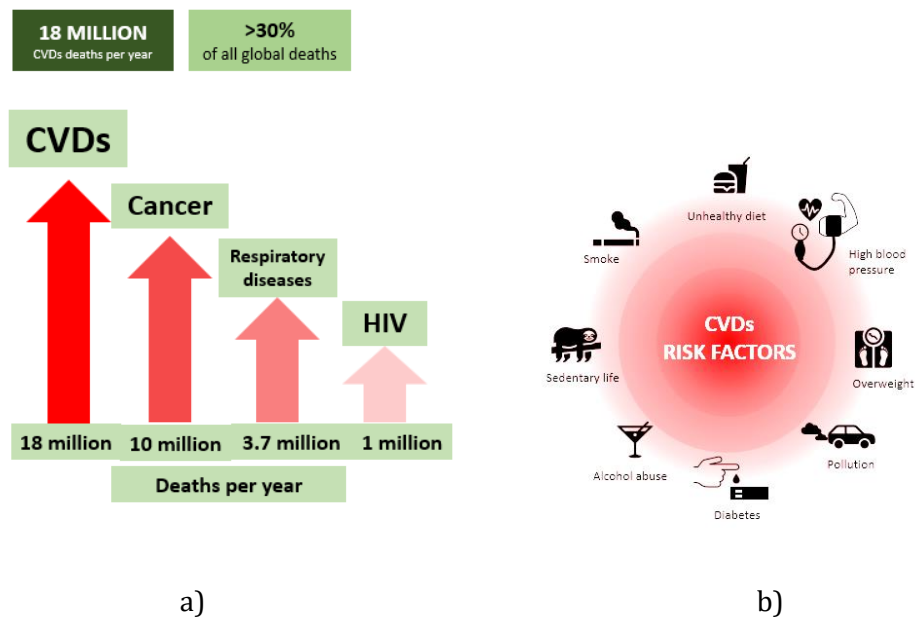 18 MILLION
CVDs deaths per year
>30%
of all global deaths
CVDs
Cancer
Respiratory
diseases
HIV
18 million
10 million
3.7 million
1 million
Deaths per year
a)
Unhealthy diet
Smoke
High blood
pressure
CVDs
RISK FACTORS
Sedentary life
Overweight
Alcohol abuse
Pollution
Diabetes
b)